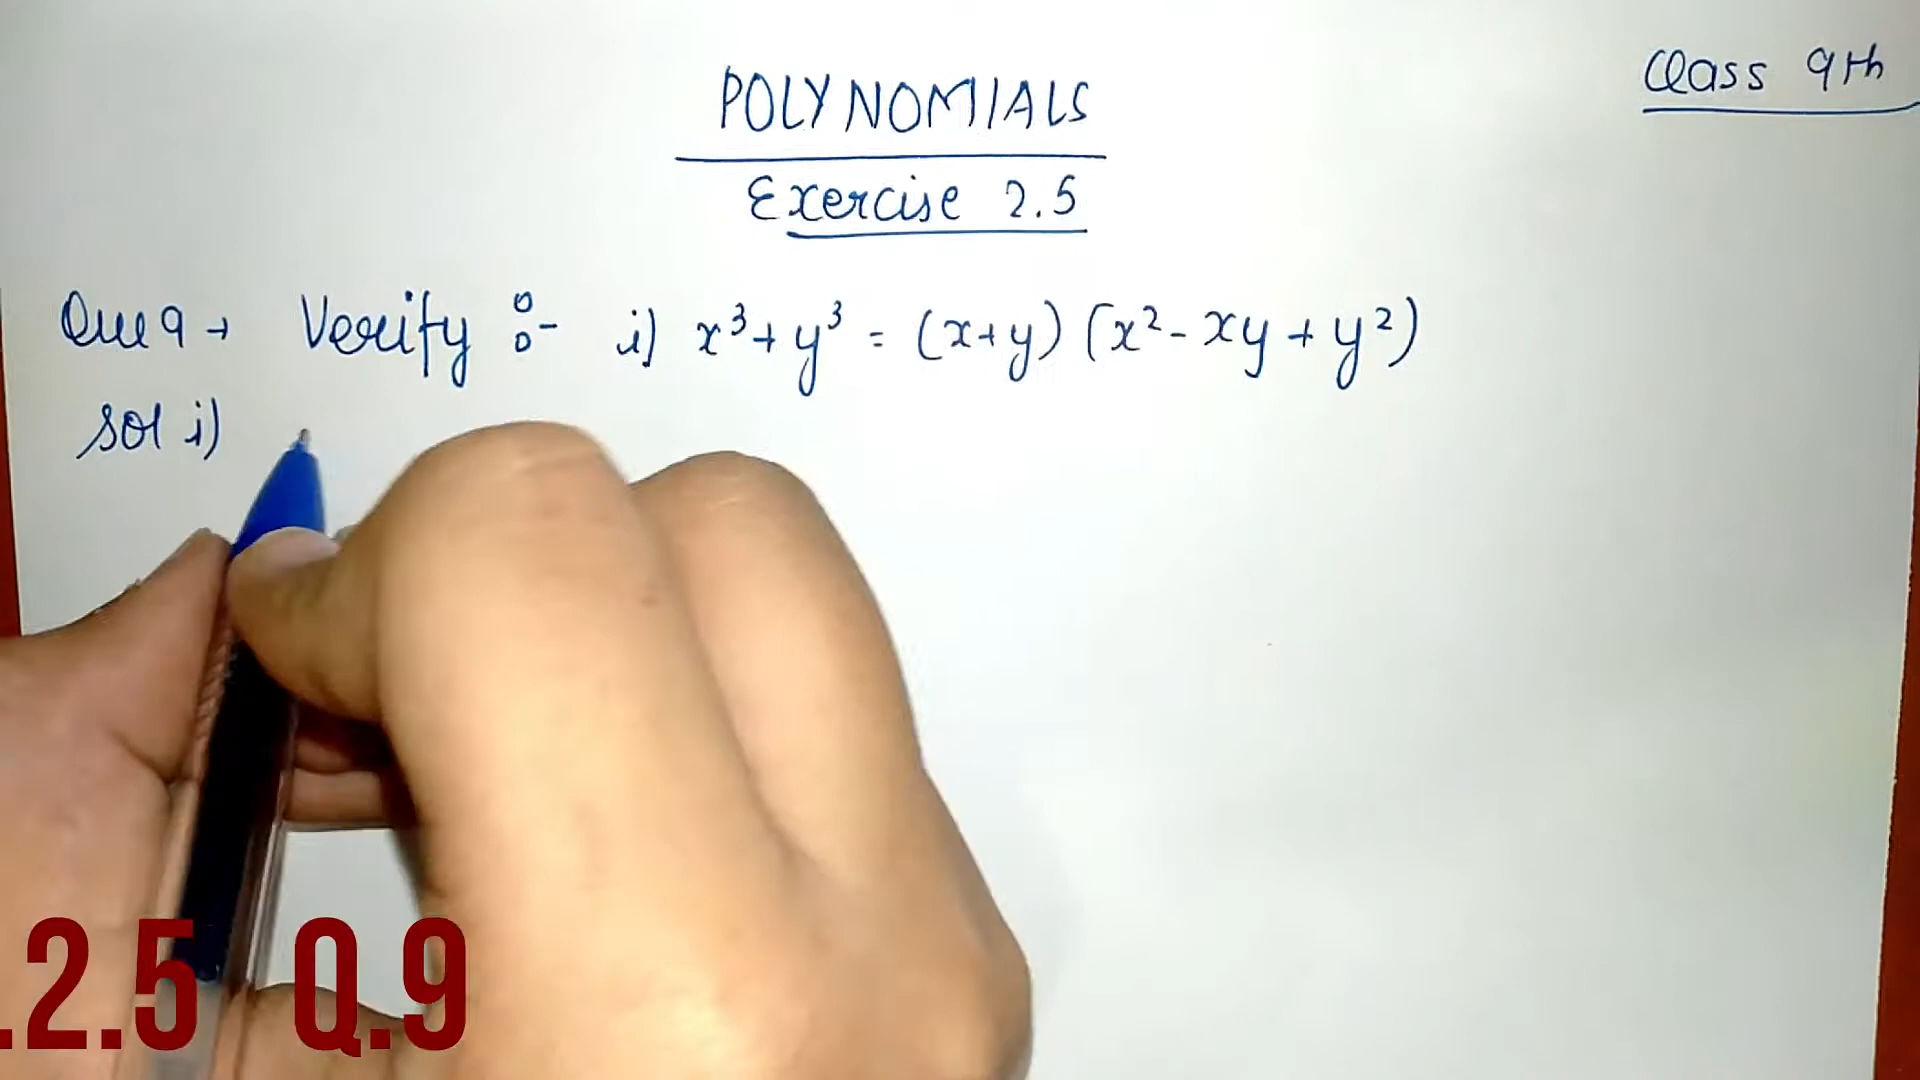 Class 9th
POLYNOMIALS
Exercise 2.5
Que 9 → Verify :- i) x³ + y³ = (x+y) (x² - xy + y²)
Sol i)
.2.5 Q.9